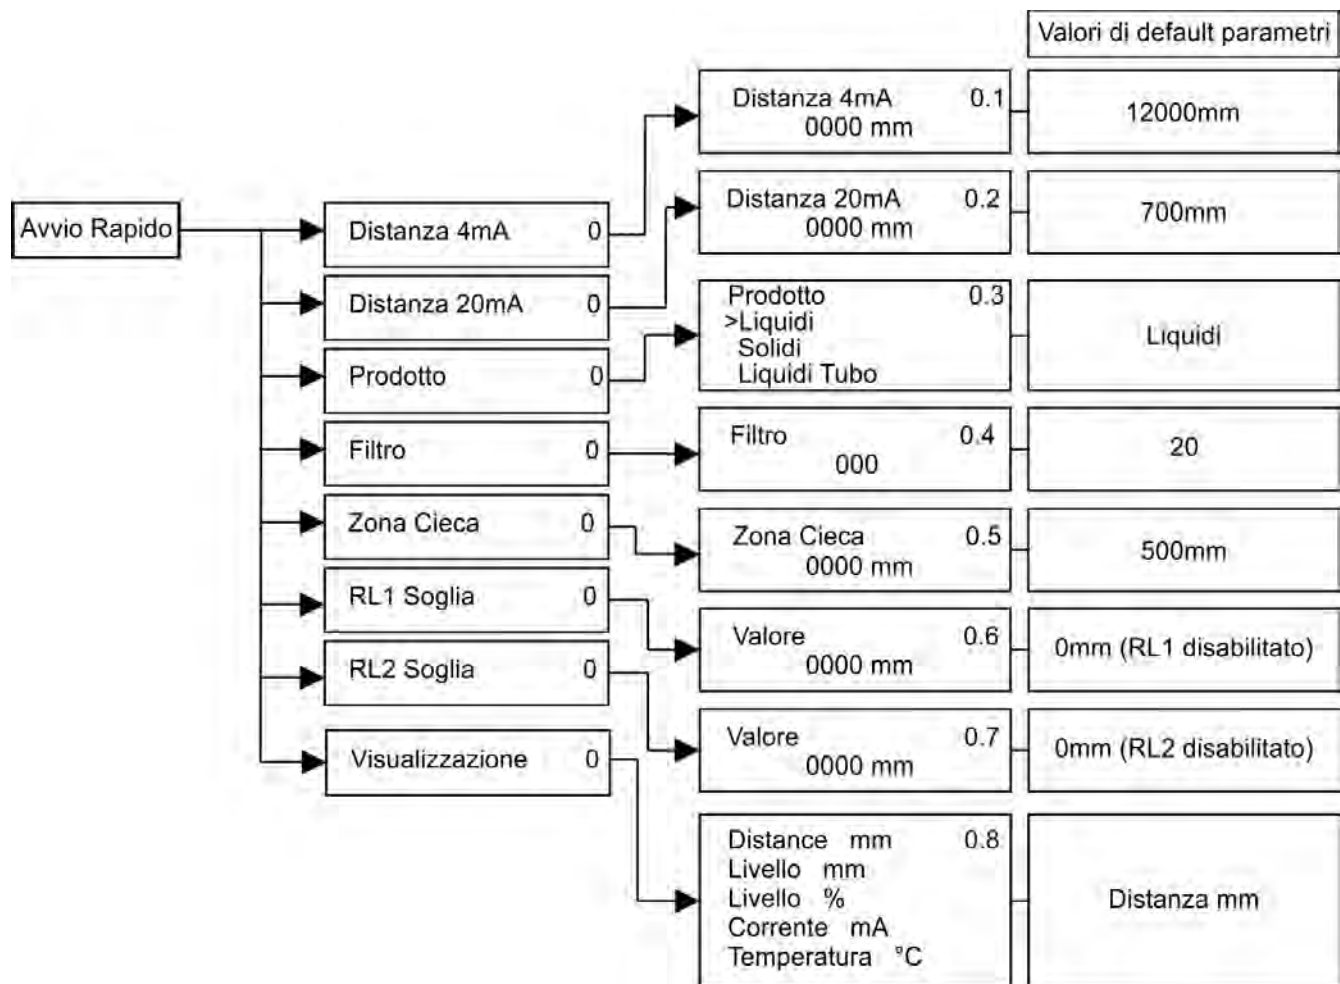 Valori di default parametri
Avvio Rapido
Distanza 4mA 0
Distanza 4mA 0.1
0000 mm
12000mm
Distanza 20mA 0
Distanza 20mA 0.2
0000 mm
700mm
Prodotto 0
Prodotto 0.3
>Liquidi
Solidi
Liquidi Tubo
Liquidi
Filtro 0
Filtro 0.4
000
20
Zona Cieca 0
Zona Cieca 0.5
0000 mm
500mm
RL1 Soglia 0
Valore 0.6
0000 mm
0mm (RL1 disabilitato)
RL2 Soglia 0
Valore 0.7
0000 mm
0mm (RL2 disabilitato)
Visualizzazione 0
Distance mm 0.8
Livello mm
Livello %
Corrente mA
Temperatura °C
Distanza mm